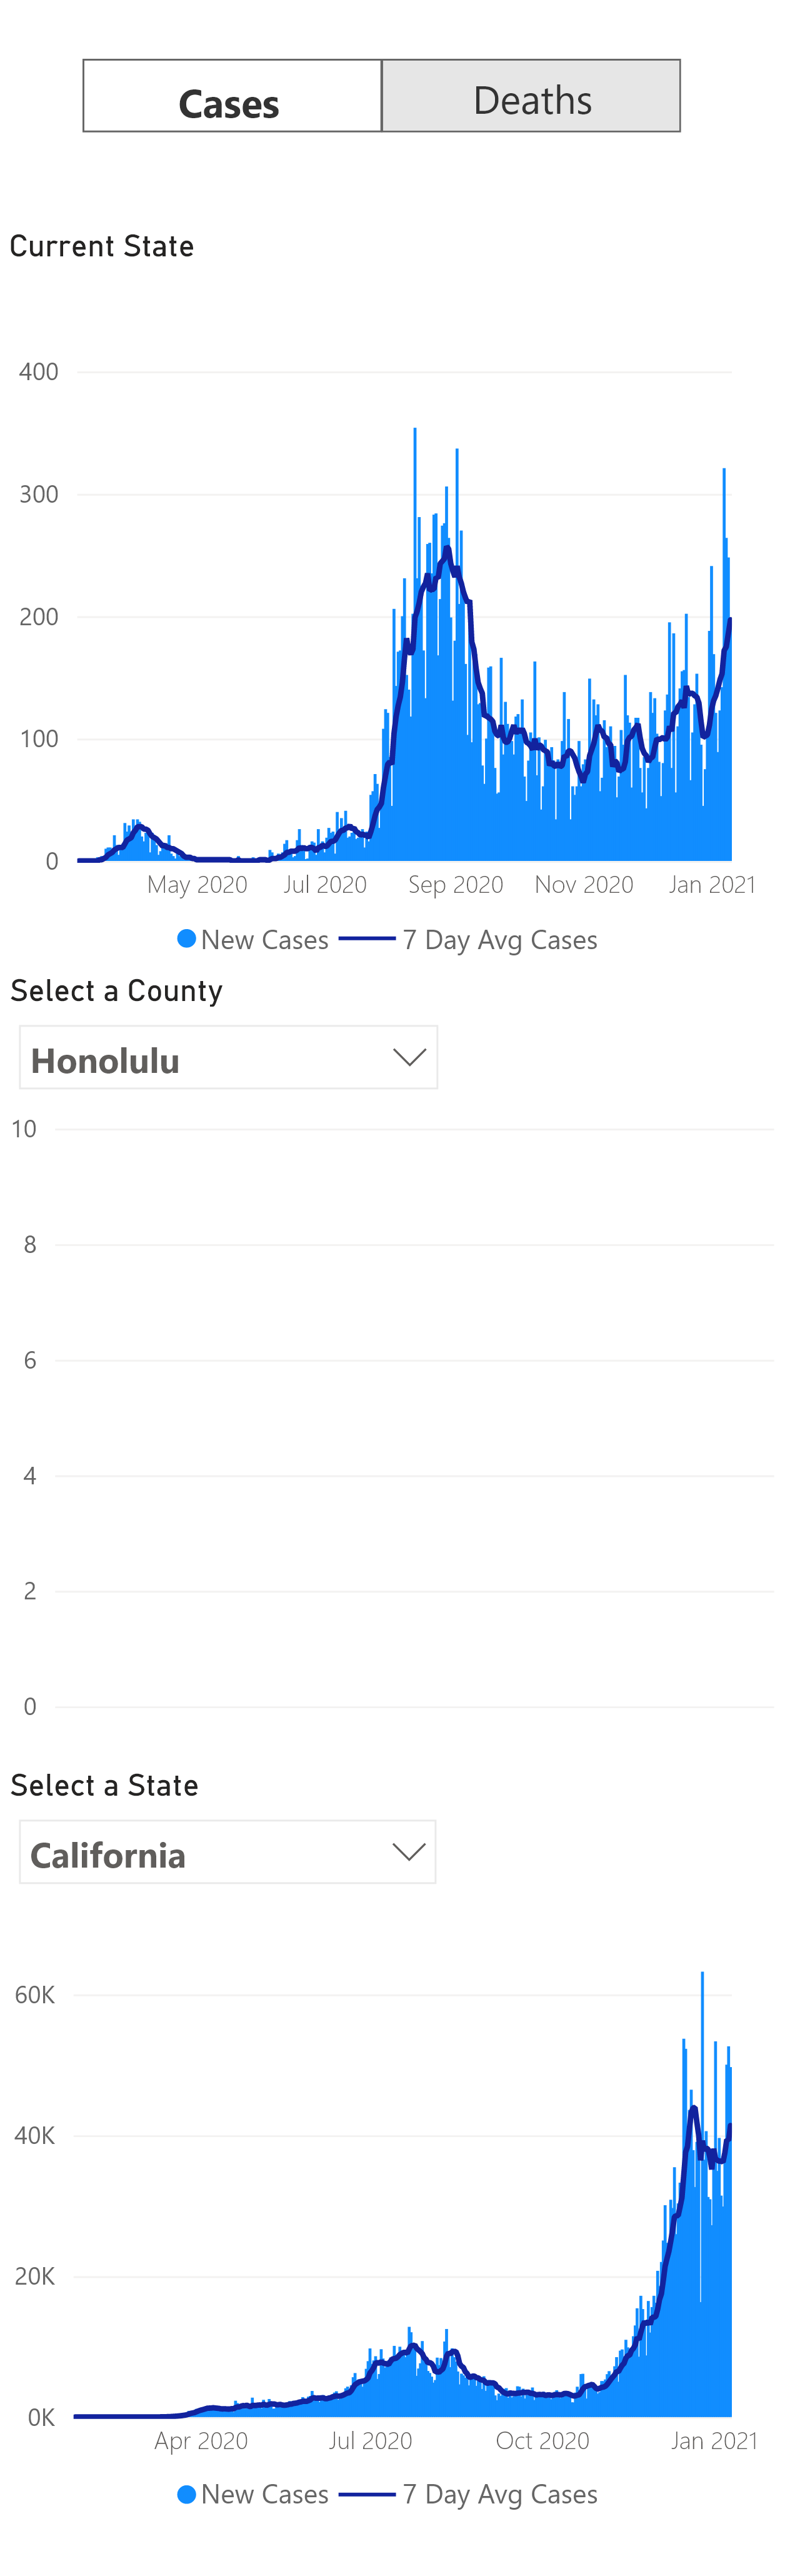 Cases Deaths
Current State
400
300
200
100
0
May 2020 Jul 2020 Sep 2020 Nov 2020 Jan 2021
New Cases 7 Day Avg Cases
Select a County
Honolulu
10
8
6
4
2
0
Select a State
California
60K
40K
20K
0K
Apr 2020 Jul 2020 Oct 2020 Jan 2021
New Cases 7 Day Avg Cases